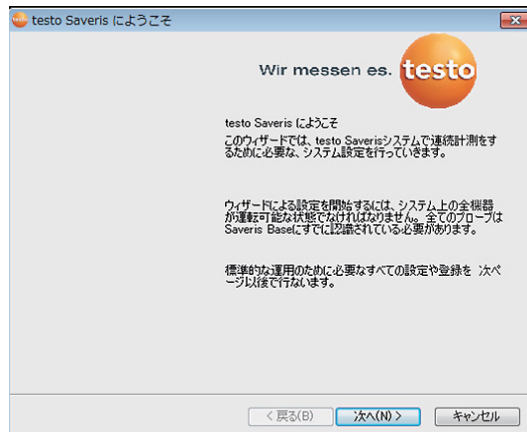 testo Saveris にようこそ
Wir messen es. testo
testo Saveris にようこそ
このウィザードでは、testo Saverisシステムで連続計測をす
るために必要な、システム設定を行っていきます。
ウィザードによる設定を開始するには、システム上の全機器
が運転可能な状態でなければなりません。全てのプローブは
Saveris Baseにすでに認識されている必要があります。
標準的な運用のために必要なすべての設定や登録を 次ペ
ージ以後で行ないます。
< 戻る(B) 次へ(N) > キャンセル